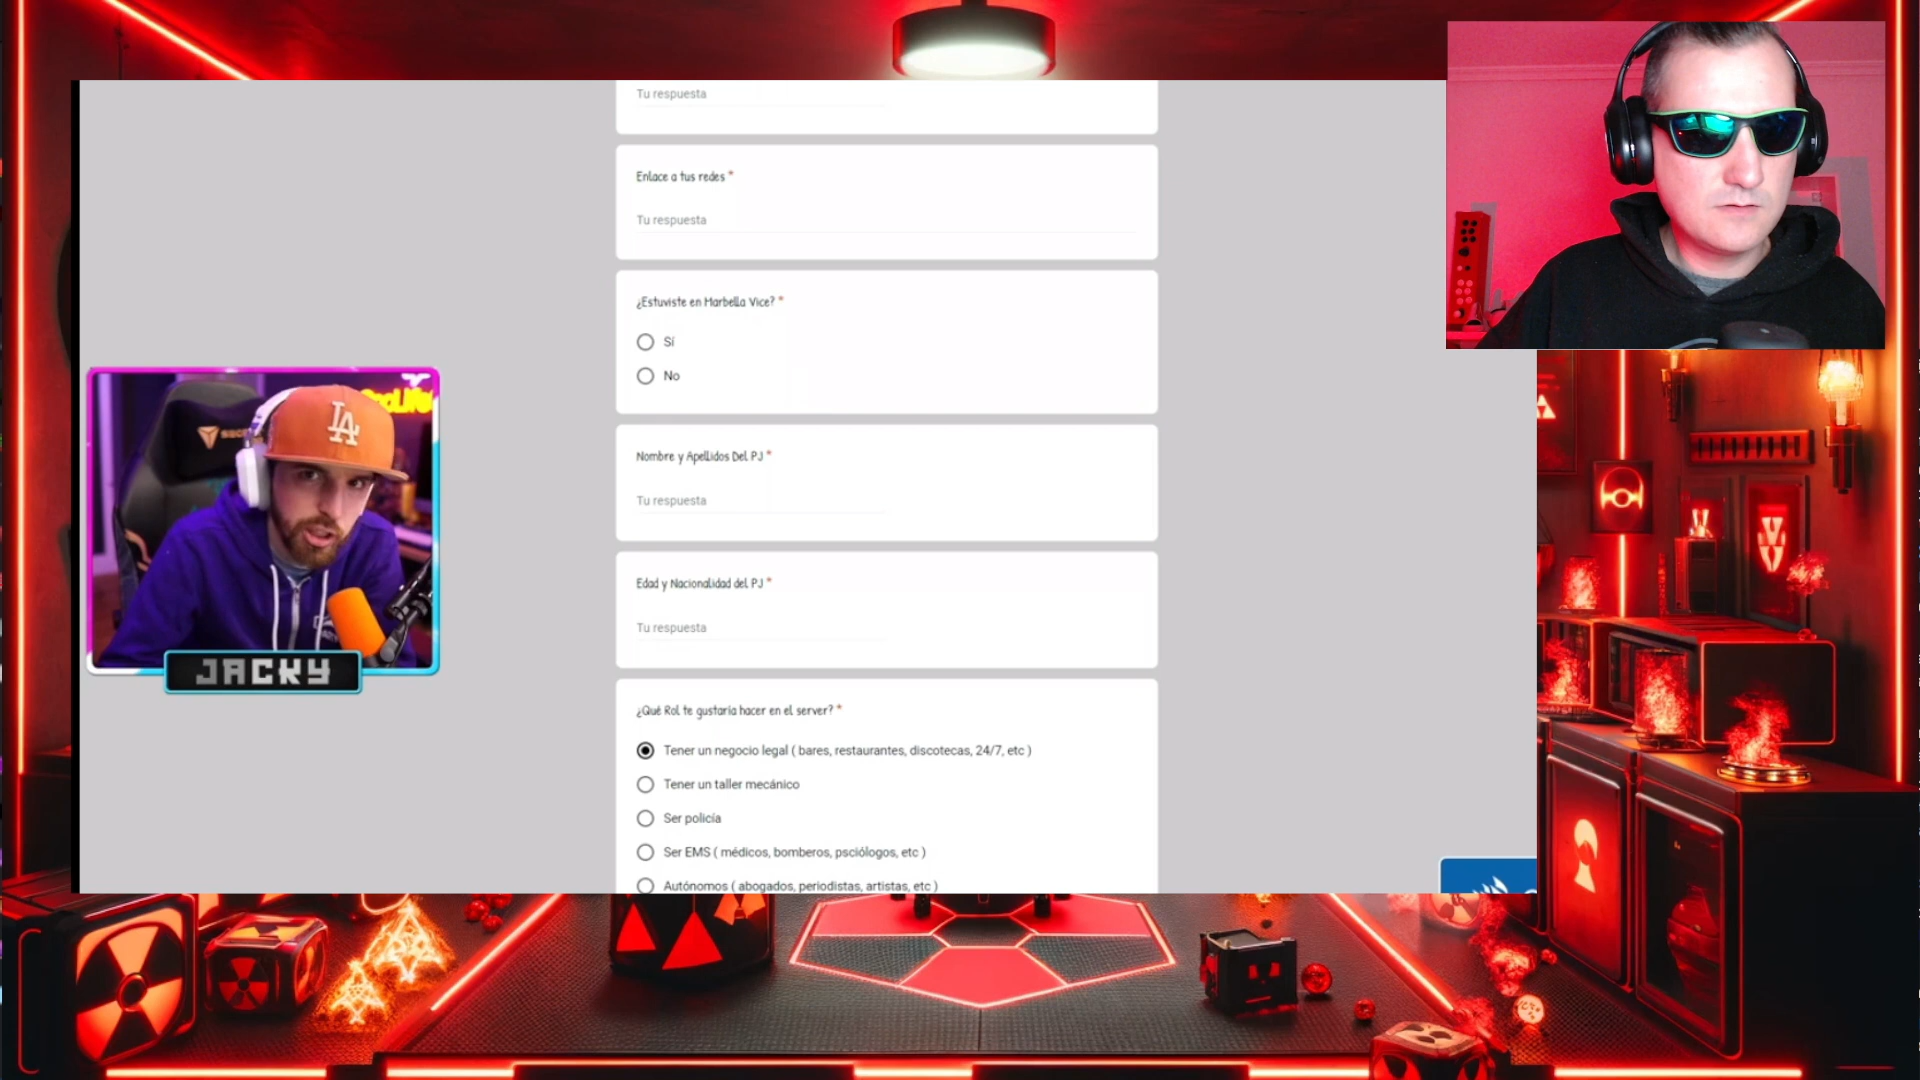 Tu respuesta
Enlace a tus redes *
Tu respuesta
¿Estuviste en Marbella Vice? *
Sí
No
Nombre y Apellidos Del PJ *
Tu respuesta
Edad y Nacionalidad del PJ *
Tu respuesta
¿Qué Rol te gustaría hacer en el server? *
Tener un negocio legal ( bares, restaurantes, discotecas, 24/7, etc )
Tener un taller mecánico
Ser policía
Ser EMS ( médicos, bomberos, psciólogos, etc )
Autónomos ( abogados, periodistas, artistas, etc )
LA
JACKY